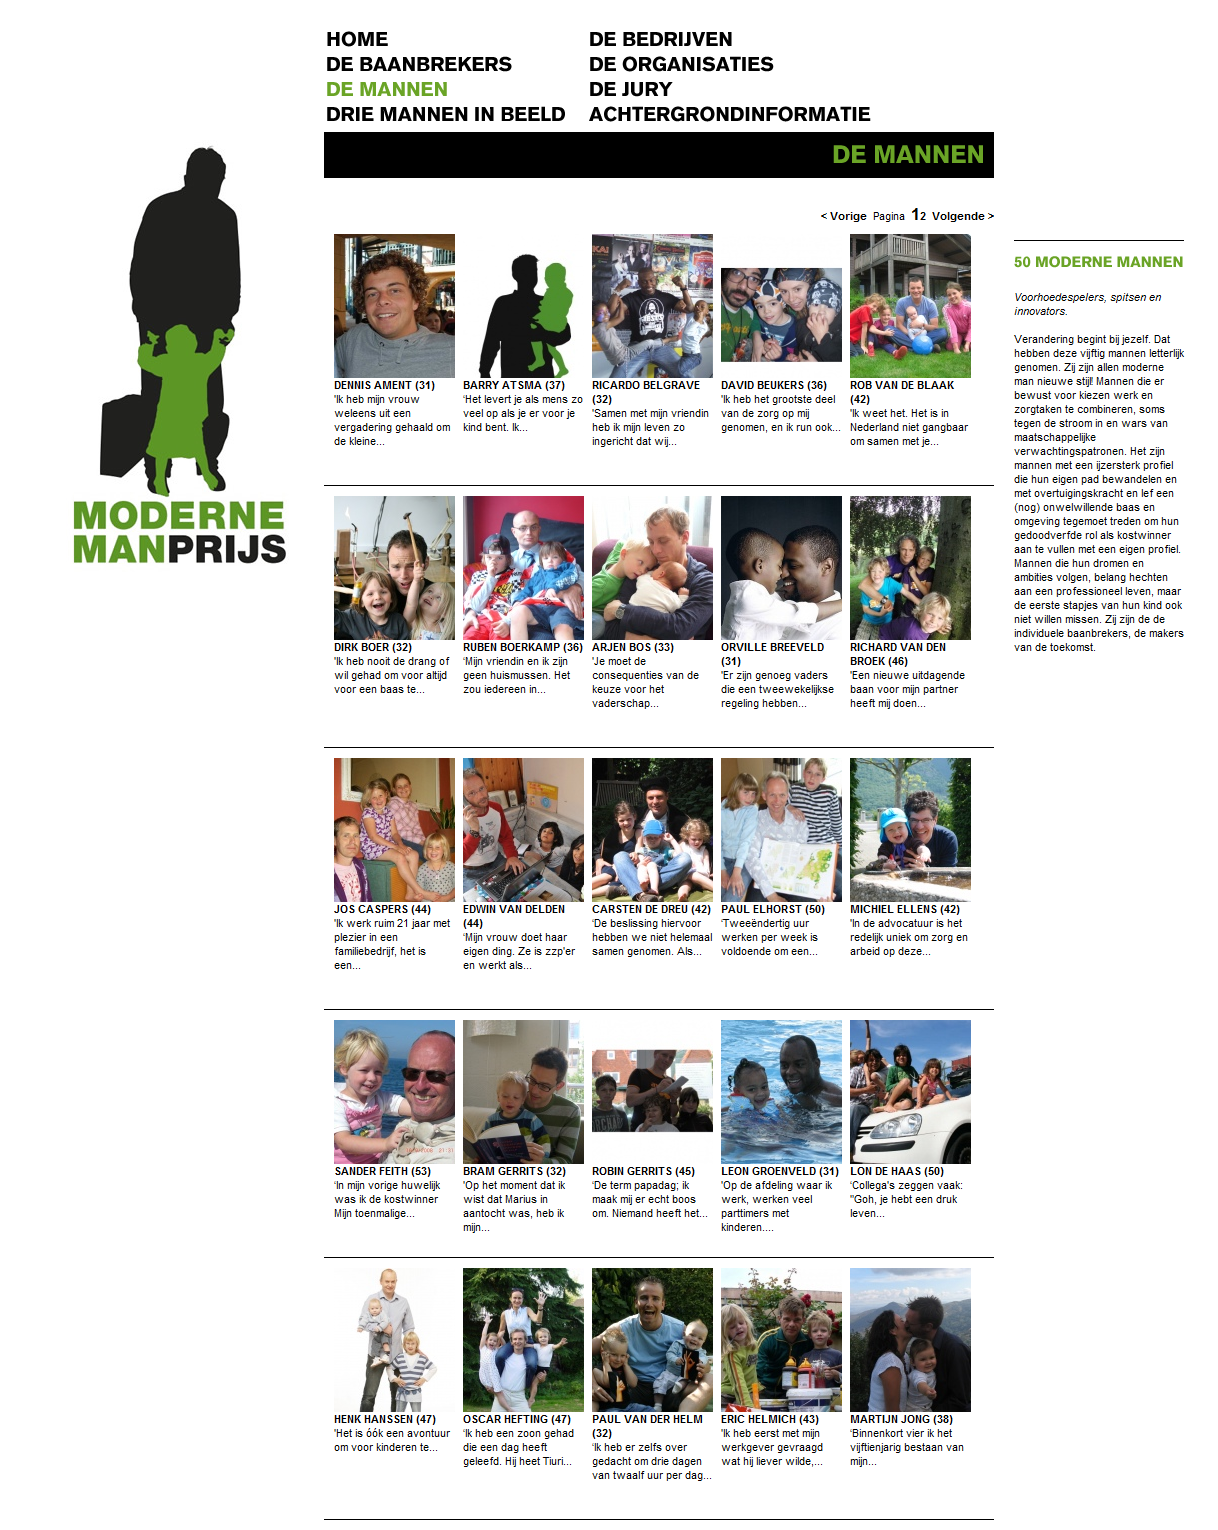 HOME
DE BAANBREKERS
DE MANNEN
DRIE MANNEN IN BEELD
DE BEDRIJVEN
DE ORGANISATIES
DE JURY
ACHTERGRONDINFORMATIE
DE MANNEN
MODERNE
MANPRIJS
< Vorige Pagina 1 2 Volgende >
DENNIS AMENT (31)
'Ik heb mijn vrouw
weleens uit een
vergadering gehaald om
de kleine...
BARRY ATSMA (37)
‘Het levert je als mens zo
veel op als je er voor je
kind bent. Ik...
RICARDO BELGRAVE
(32)
'Samen met mijn vriendin
heb ik mijn leven zo
ingericht dat wij...
DAVID BEUKERS (36)
'Ik heb het grootste deel
van de zorg op mij
genomen, en ik run ook...
ROB VAN DE BLAAK
(42)
'Ik weet het. Het is in
Nederland niet gangbaar
om samen met je...
DIRK BOER (32)
'Ik heb nooit de drang of
wil gehad om voor altijd
voor een baas te...
RUBEN BOERKAMP (36)
‘Mijn vriendin en ik zijn
geen huismussen. Het
zou iedereen in...
ARJEN BOS (33)
'Je moet de
consequenties van de
keuze voor het
vaderschap...
ORVILLE BREEVELD
(31)
'Er zijn genoeg vaders
die een tweewekelijkse
regeling hebben...
RICHARD VAN DEN
BROEK (46)
'Een nieuwe uitdagende
baan voor mijn partner
heeft mij doen...
JOS CASPERS (44)
'Ik werk ruim 21 jaar met
plezier in een
familiebedrijf, het is
een...
EDWIN VAN DELDEN
(44)
‘Mijn vrouw doet haar
eigen ding. Ze is zzp'er
en werkt als...
CARSTEN DE DREU (42)
‘De beslissing hiervoor
hebben we niet helemaal
samen genomen. Als...
PAUL ELHORST (50)
‘Tweeëndertig uur
werken per week is
voldoende om een...
MICHIEL ELLENS (42)
'In de advocatuur is het
redelijk uniek om zorg en
arbeid op deze...
SANDER FEITH (53)
‘In mijn vorige huwelijk
was ik de kostwinner
Mijn toenmalige...
BRAM GERRITS (32)
'Op het moment dat ik
wist dat Marius in
aantocht was, heb ik
mijn...
ROBIN GERRITS (45)
‘De term papadag; ik
maak mij er echt boos
om. Niemand heeft het...
LEON GROENVELD (31)
'Op de afdeling waar ik
werk, werken veel
parttimers met
kinderen....
LON DE HAAS (50)
‘Collega's zeggen vaak:
"Goh, je hebt een druk
leven...
HENK HANSSEN (47)
'Het is óók een avontuur
om voor kinderen te...
OSCAR HEFTING (47)
‘Ik heb een zoon gehad
die een dag heeft
geleefd. Hij heet Tiuri...
PAUL VAN DER HELM
(32)
‘Ik heb er zelfs over
gedacht om drie dagen
van twaalf uur per dag...
ERIC HELMICH (43)
'Ik heb eerst met mijn
werkgever gevraagd
wat hij liever wilde,...
MARTIJN JONG (38)
‘Binnenkort vier ik het
vijftienjarig bestaan van
mijn...
50 MODERNE MANNEN
Voorhoedespelers, spitsen en
innovators.
Verandering begint bij jezelf. Dat
hebben deze vijftig mannen letterlijk
genomen. Zij zijn allen moderne
man nieuwe stijl! Mannen die er
bewust voor kiezen werk en
zorgtaken te combineren, soms
tegen de stroom in en wars van
maatschappelijke
verwachtingspatronen. Het zijn
mannen met een ijzersterk profiel
die hun eigen pad bewandelen en
met overtuigingskracht en lef een
(nog) onwelwillende baas en
omgeving tegemoet treden om hun
gedoodverfde rol als kostwinner
aan te vullen met een eigen profiel.
Mannen die hun dromen en
ambities volgen, belang hechten
aan een professioneel leven, maar
de eerste stapjes van hun kind ook
niet willen missen. Zij zijn de de
individuele baanbrekers, de makers
van de toekomst.